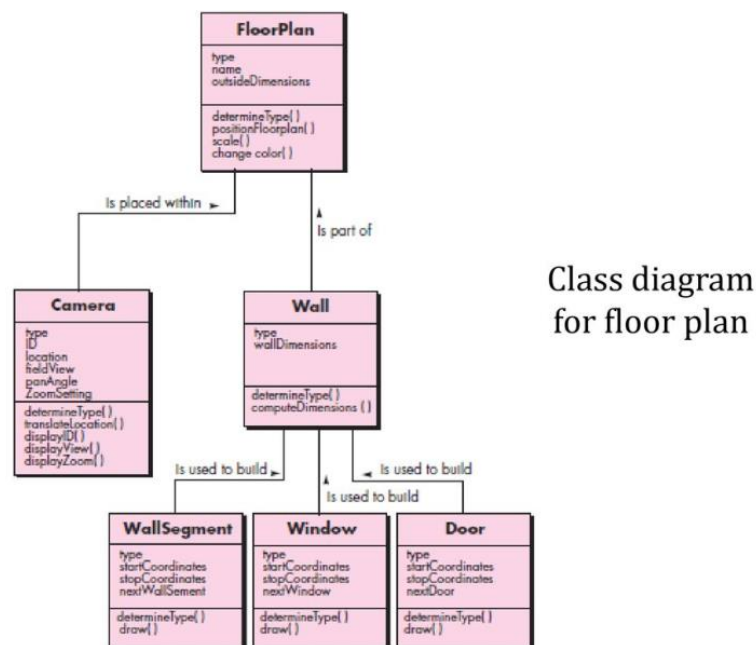 FloorPlan
type
name
outsideDimensions
determineType( )
positionFloorplan( )
scale( )
change color( )
Is placed within
Is part of
Class diagram
for floor plan
Camera
type
ID
location
fieldView
panAngle
ZoomSetting
determineType( )
translateLocation( )
displayID( )
displayView( )
displayZoom( )
Wall
type
wallDimensions
determineType( )
computeDimensions ( )
Is used to build
Is used to build
Is used to build
WallSegment
type
startCoordinates
stopCoordinates
nextWallSement
determineType( )
draw( )
Window
type
startCoordinates
stopCoordinates
nextWindow
determineType( )
draw( )
Door
type
startCoordinates
stopCoordinates
nextDoor
determineType( )
draw( )